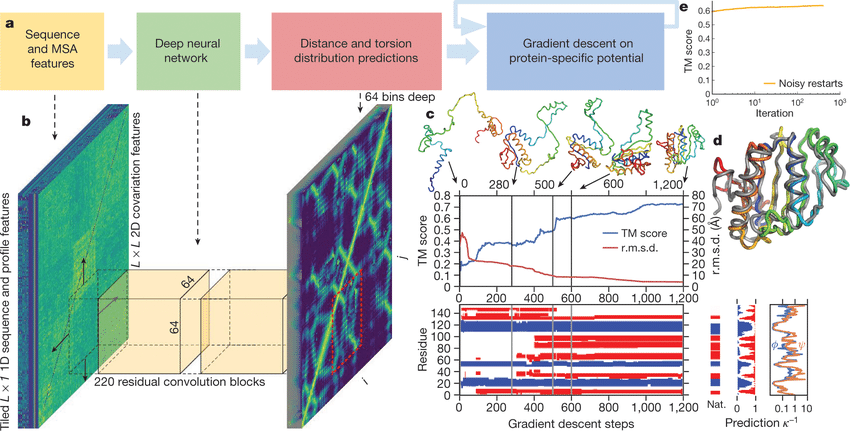 a
Sequence
and MSA
features
Deep neural
network
Distance and torsion
distribution predictions
Gradient descent on
protein-specific potential
e
TM score
0.6
0.4
0.2
0.1
0
10⁰
10¹
10²
10³
Iteration
Noisy restarts
b
64 bins deep
L × L 2D covariation features
Tiled L × 1 1D sequence and profile features
64
64
220 residual convolution blocks
j
i
c
0
280
500
600
1,200
TM score
0.8
0.7
0.6
0.5
0.4
0.3
0.2
0.1
0
TM score
r.m.s.d.
80
70
60
50
40
30
20
10
0
r.m.s.d. (Å)
0
200
400
600
800
1,000
1,200
d
Residue
140
120
100
80
60
40
20
0
0
200
400
600
800
1,000
1,200
Gradient descent steps
Nat.
0
1
ϕ
ψ
0.1
1
10
Prediction κ⁻¹